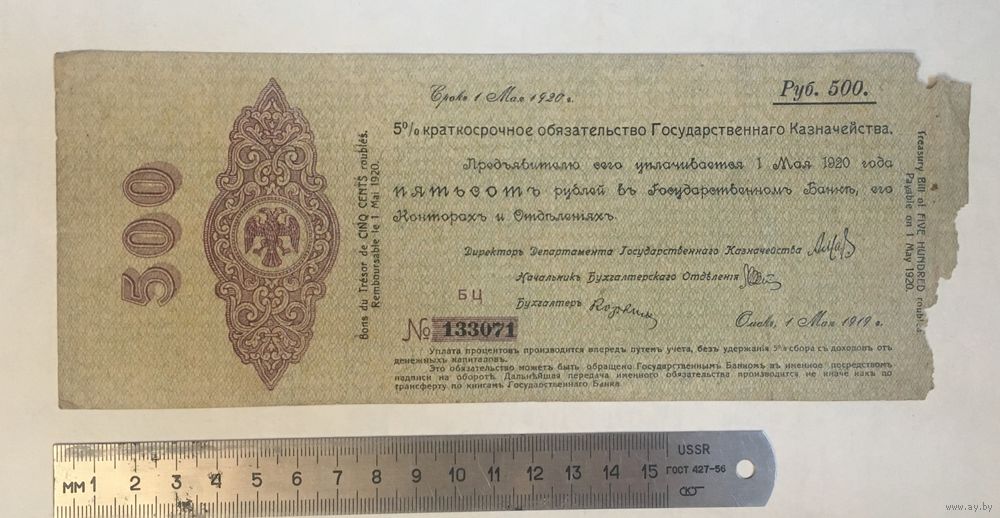 500
Bons du Trésor de CINQ CENTS roublés.
Remboursable le 1 Mai 1920.
Срокъ 1 Мая 1920 г.
Руб. 500.
5% краткосрочное обязательство Государственнаго Казначейства.
Предъявителю сего уплачивается 1 Мая 1920 года
ПЯТЬСОТЪ рублей въ Государственномъ Банкѣ, его
Конторахъ и Отдѣленіяхъ.
Директоръ Департамента Государственнаго Казначейства
Начальникъ Бухгалтерскаго Отдѣленія
Бухгалтеръ
БЦ
№ 133071
Омскъ, 1 Мая 1919 г.
Уплата процентовъ производится впередъ путемъ учета, безъ удержанія 5% сбора съ доходовъ отъ
денежныхъ капиталовъ.
Это обязательство можетъ быть обращено Государственнымъ Банкомъ въ именное посредствомъ
надписи на оборотѣ. Дальнѣйшая передача именного обязательства производится не иначе какъ по
трансферту по книгамъ Государственнаго Банка.
Treasury Bill of FIVE HUNDRED roubl
Payable on 1 May 1920.
мм 1 2 3 4 5 6 7 8 9 10 11 12 13 14 15
USSR
ГОСТ 427-56
www.ay.by